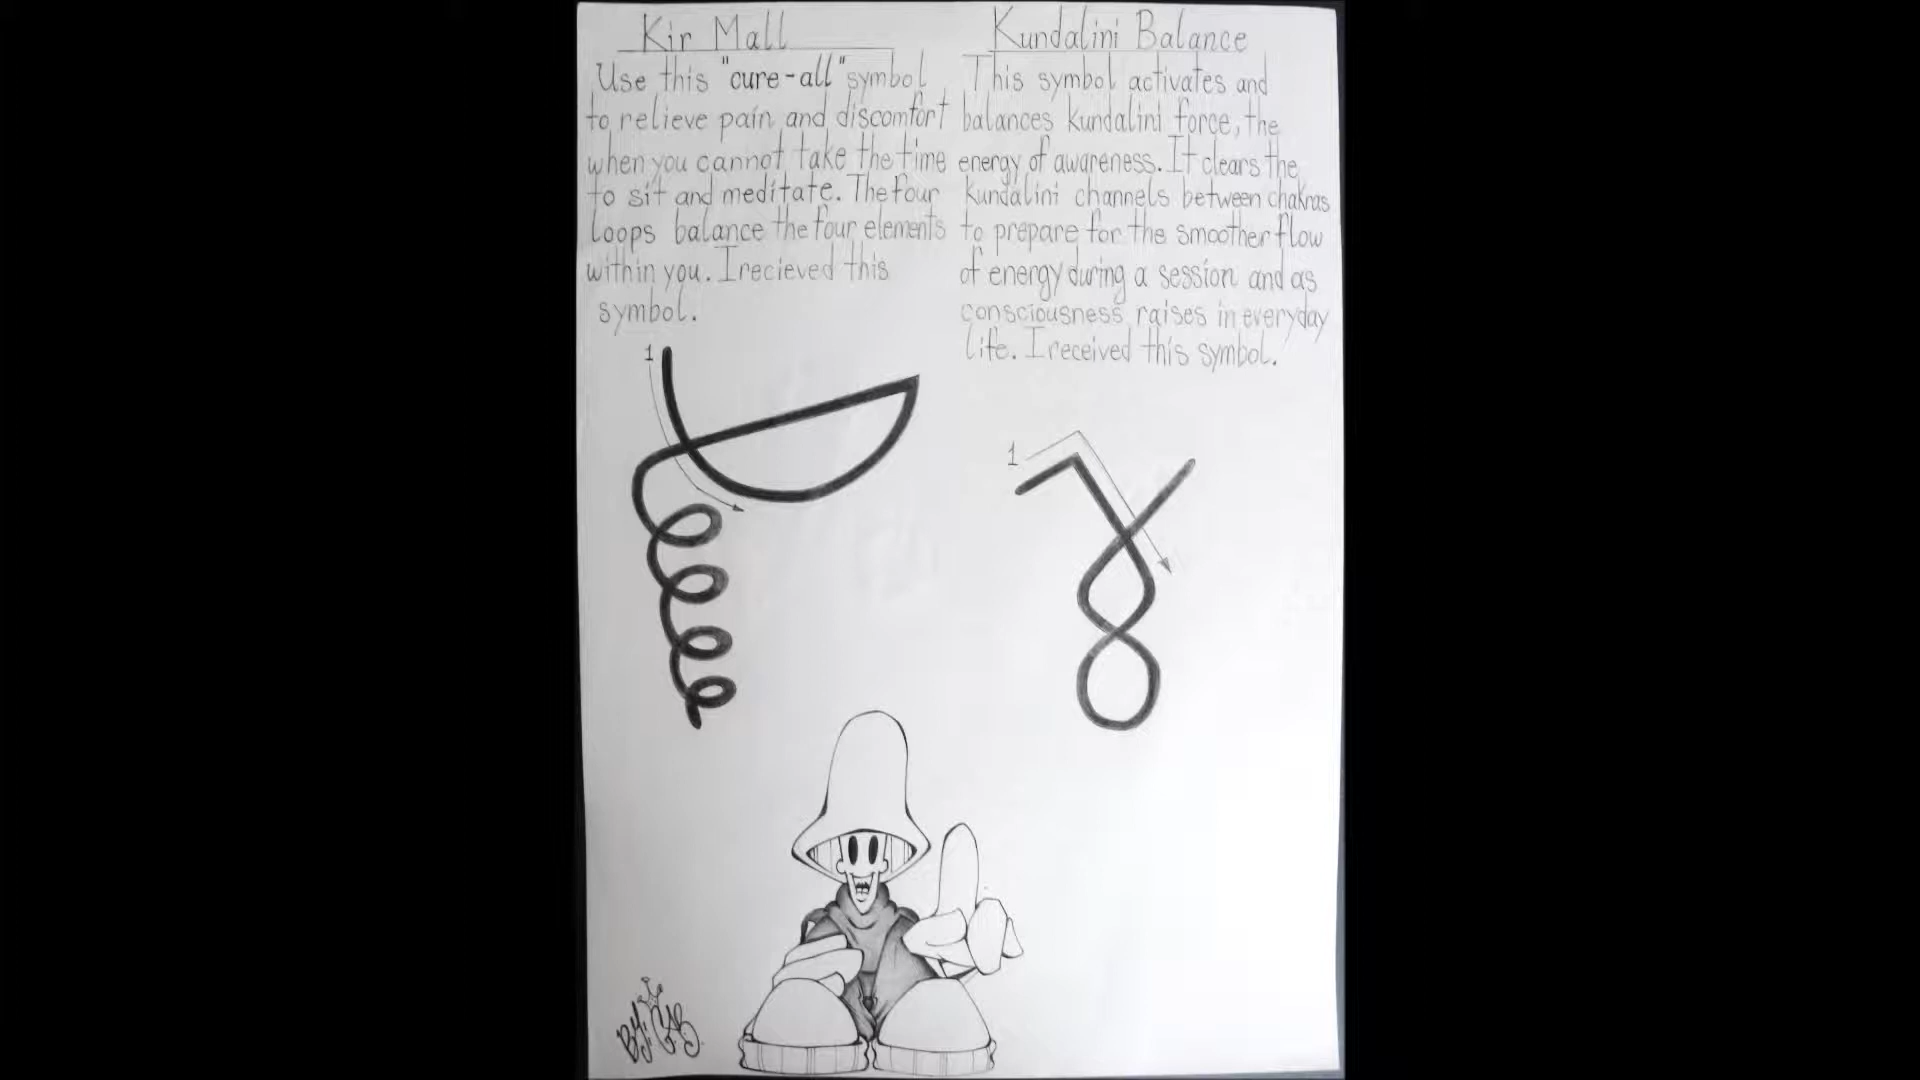 Kir Mall
Use this "cure-all" symbol
to relieve pain and discomfort
when you cannot take the time
to sit and meditate. The four
loops balance the four elements
within you. I recieved this
symbol.
1
Kundalini Balance
This symbol activates and
balances kundalini force, the
energy of awareness. It clears the
kundalini channels between chakras
to prepare for the smoother flow
of energy during a session and as
consciousness raises in everyday
life. I received this symbol.
1
By: GAB